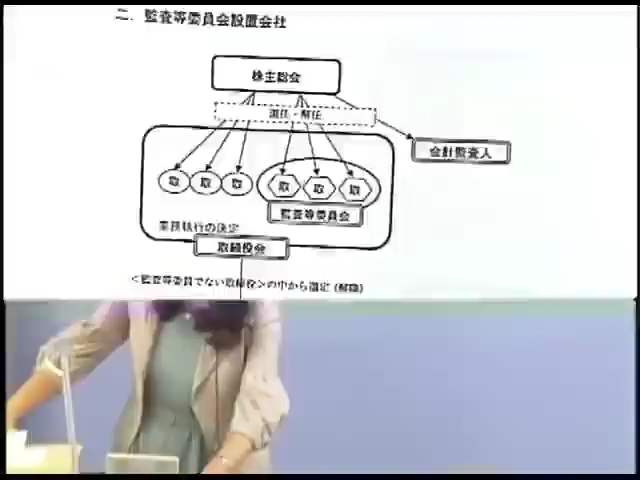 二．監査等委員会設置会社
株主総会
選任・解任
会計監査人
取 取 取 取 取 取
監査等委員会
業務執行の決定
取締役会
<監査等委員でない取締役>の中から選定（解職）